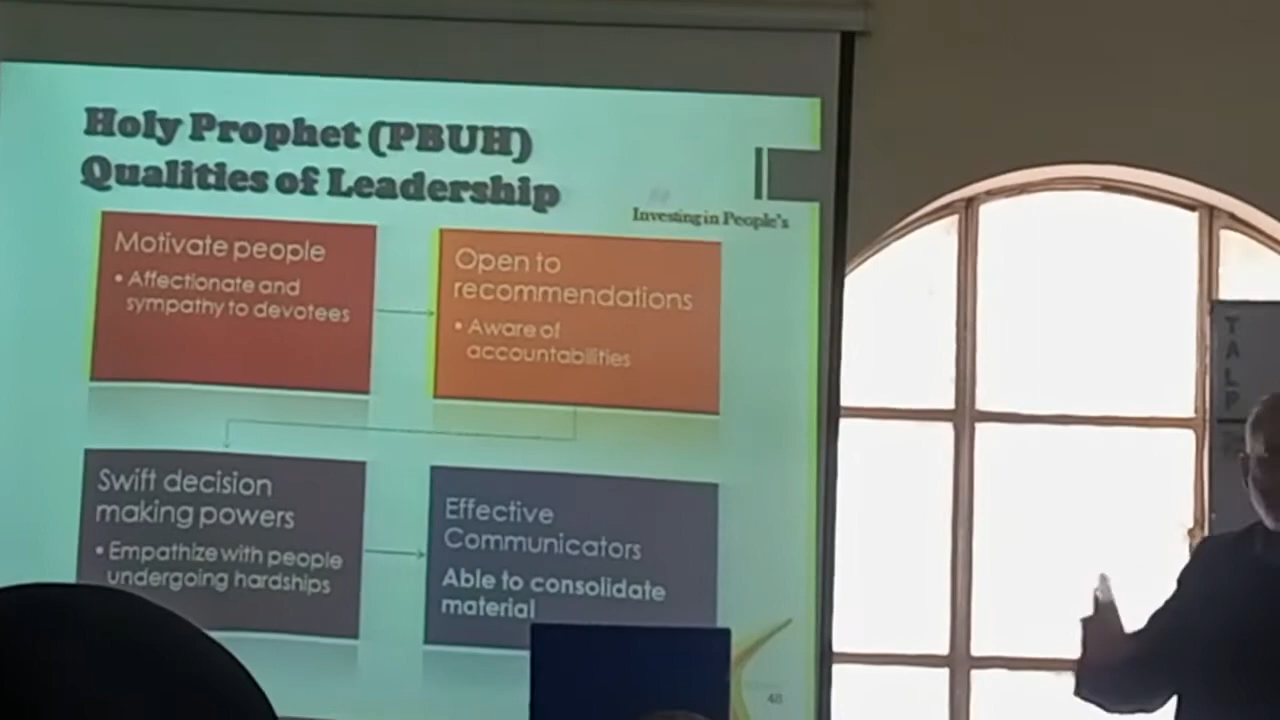 Holy Prophet (PBUH)
Qualities of Leadership
Investing in People's
Motivate people
• Affectionate and
sympathy to devotees
Open to
recommendations
• Aware of
accountabilities
Swift decision
making powers
• Empathize with people
undergoing hardships
Effective
Communicators
Able to consolidate
material
48
T
A
L
P